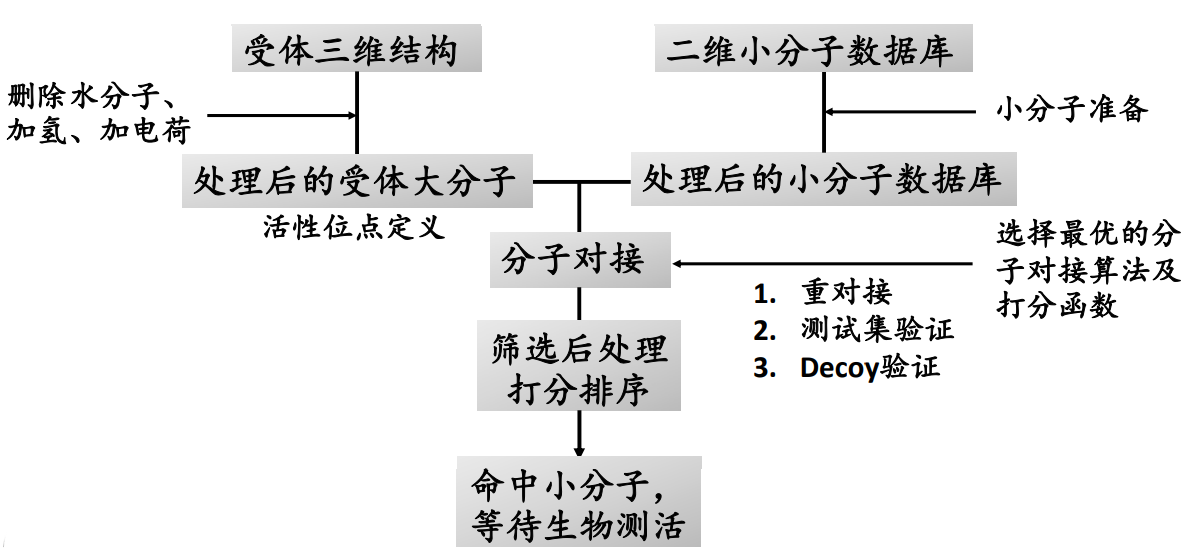 受体三维结构
二维小分子数据库
删除水分子、
加氢、加电荷
小分子准备
处理后的受体大分子
处理后的小分子数据库
活性位点定义
分子对接
选择最优的分
子对接算法及
打分函数
1. 重对接
2. 测试集验证
3. Decoy验证
筛选后处理
打分排序
命中小分子，
等待生物测活